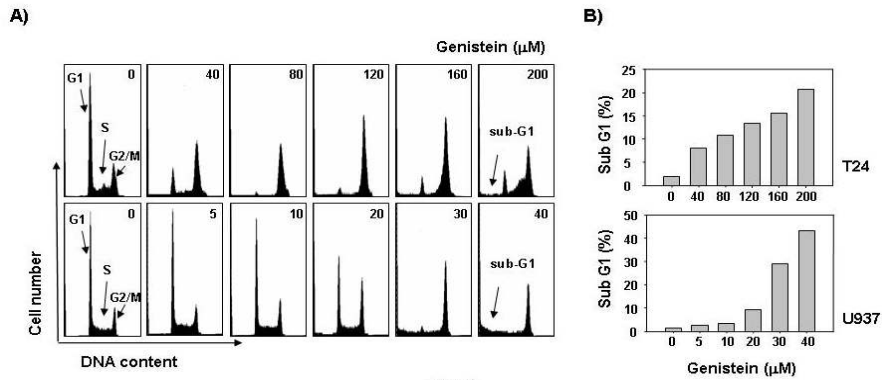 A)
Genistein (μM)
G1
S
G2/M
0
40
80
120
160
200
sub-G1
G1
S
G2/M
0
5
10
20
30
40
sub-G1
Cell number
DNA content
B)
Sub G1 (%)
25
20
15
10
5
0
0 40 80 120 160 200
T24
Sub G1 (%)
50
40
30
20
10
0
0 5 10 20 30 40
U937
Genistein (μM)